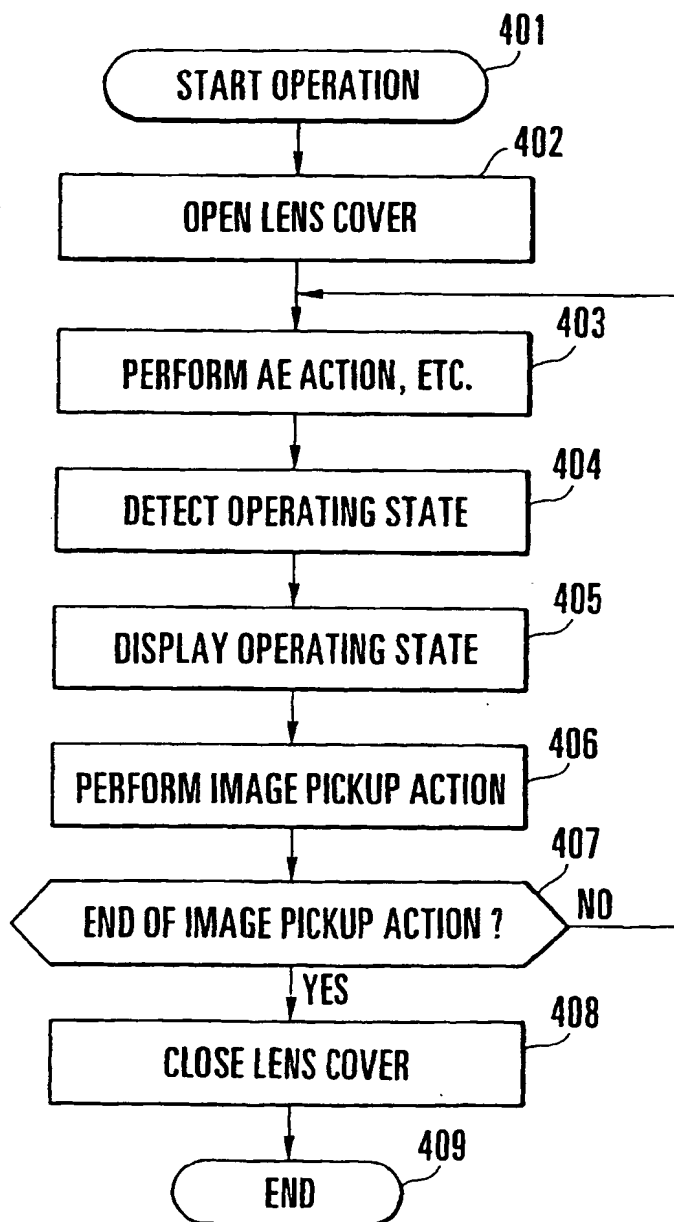 401
START OPERATION
402
OPEN LENS COVER
403
PERFORM AE ACTION, ETC.
404
DETECT OPERATING STATE
405
DISPLAY OPERATING STATE
406
PERFORM IMAGE PICKUP ACTION
407
END OF IMAGE PICKUP ACTION ?
NO
YES
408
CLOSE LENS COVER
409
END